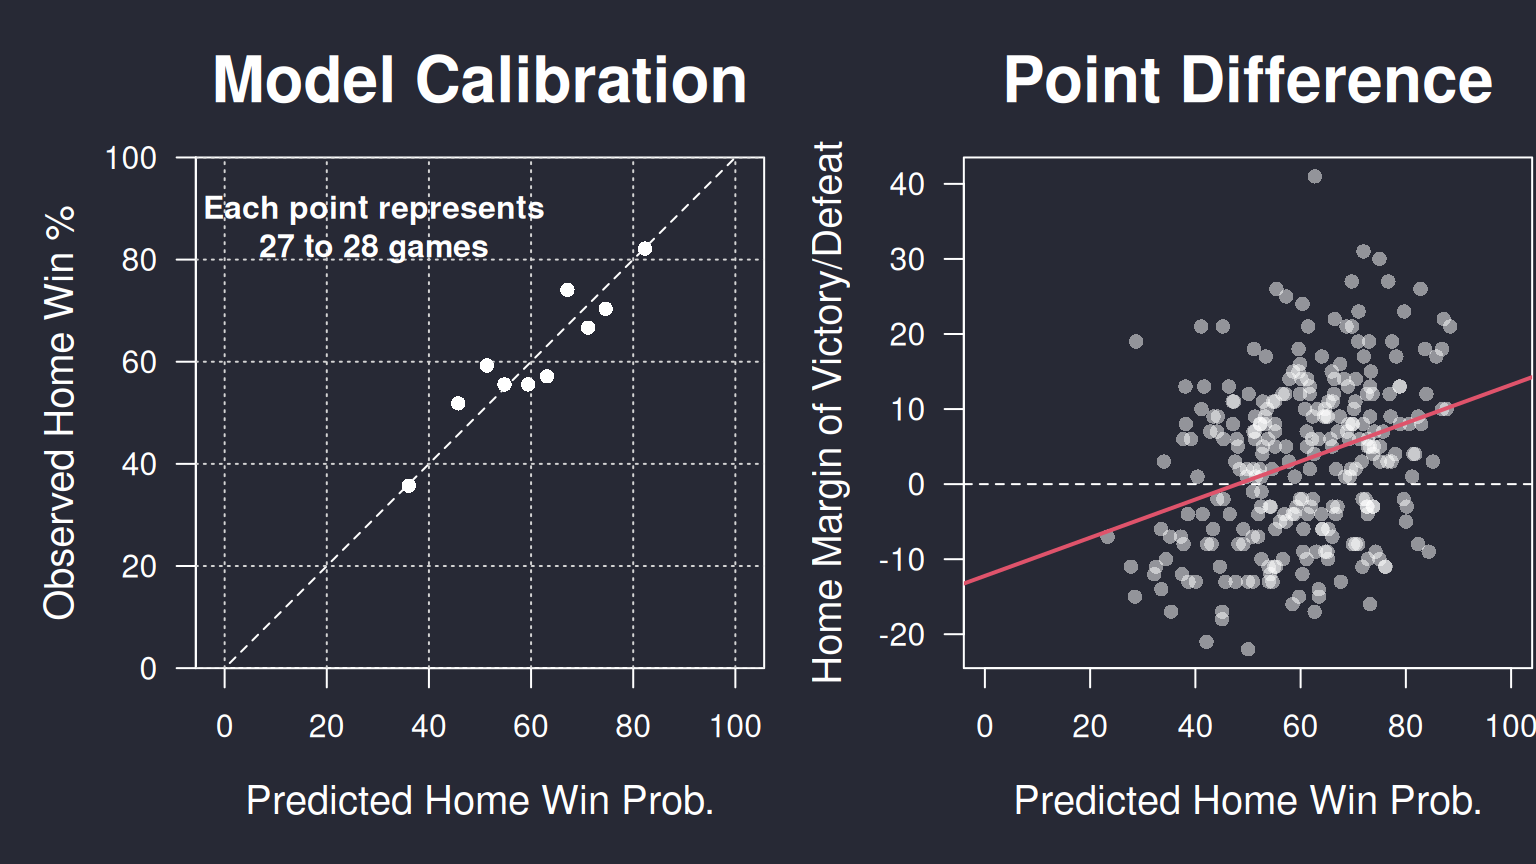 Model Calibration
Observed Home Win %
100
80
60
40
20
0
Each point represents
27 to 28 games
0 20 40 60 80 100
Predicted Home Win Prob.
Point Difference
Home Margin of Victory/Defeat
40
30
20
10
0
-10
-20
0 20 40 60 80 100
Predicted Home Win Prob.